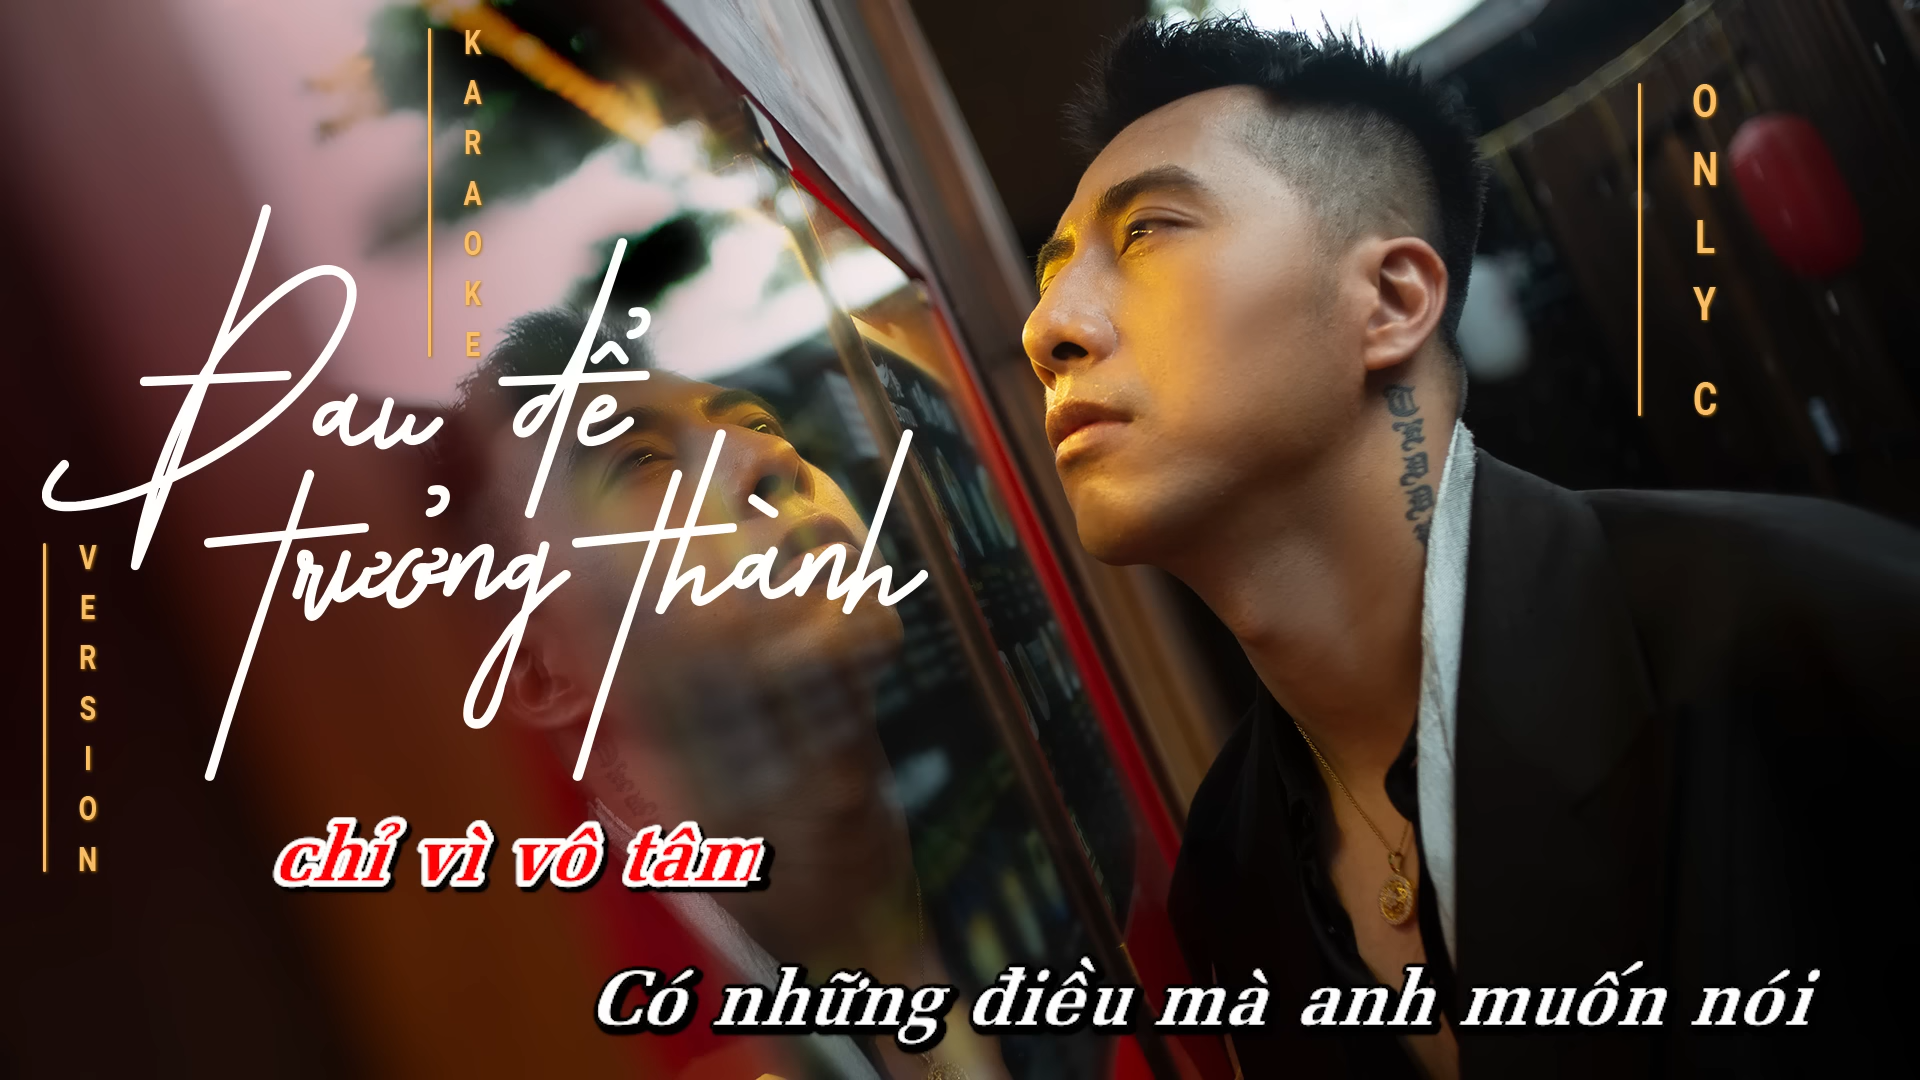 KARAOKE
ONLY C
Đau để
trưởng thành
VERSION
chỉ vì vô tâm
Có những điều mà anh muốn nói